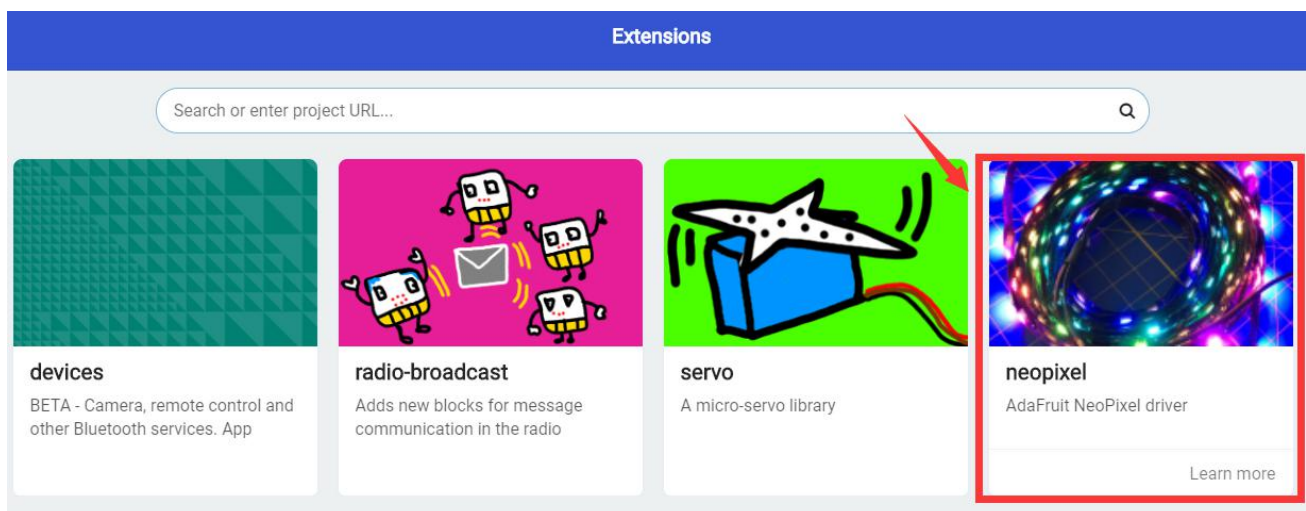 Extensions
Search or enter project URL...
devices
BETA - Camera, remote control and
other Bluetooth services. App
radio-broadcast
Adds new blocks for message
communication in the radio
servo
A micro-servo library
neopixel
AdaFruit NeoPixel driver
Learn more